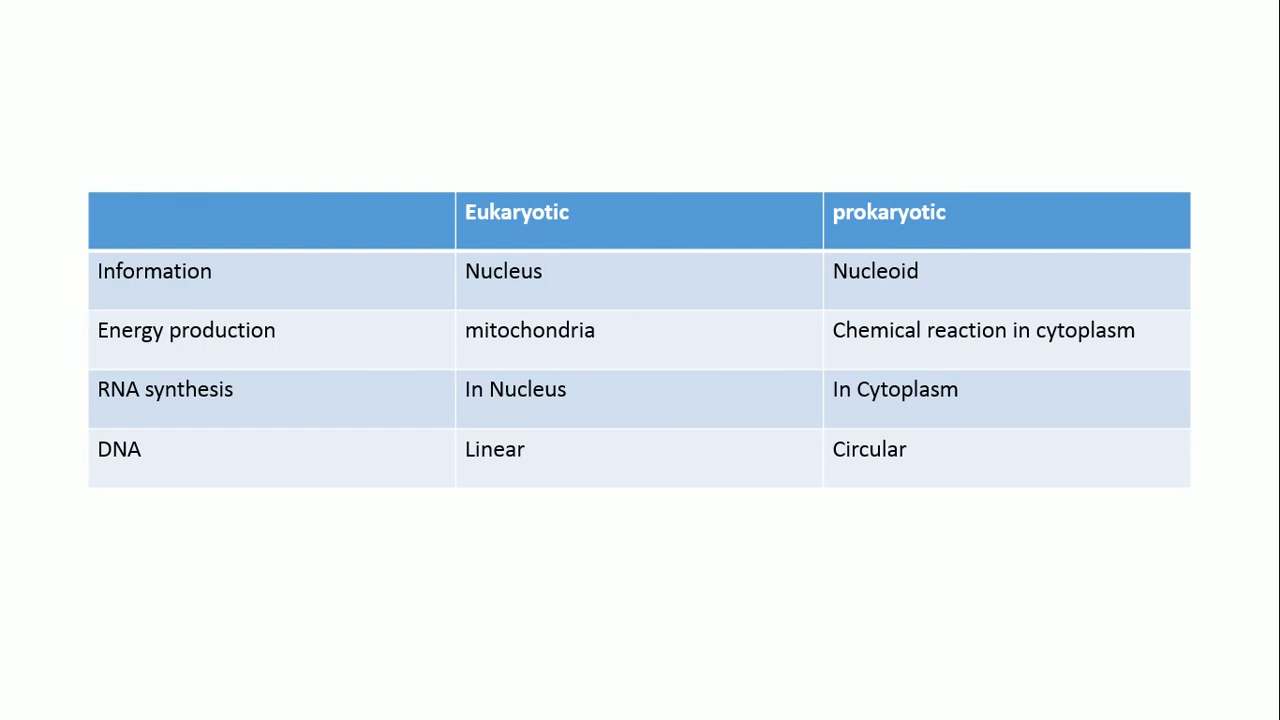 Eukaryotic prokaryotic
Information Nucleus Nucleoid
Energy production mitochondria Chemical reaction in cytoplasm
RNA synthesis In Nucleus In Cytoplasm
DNA Linear Circular